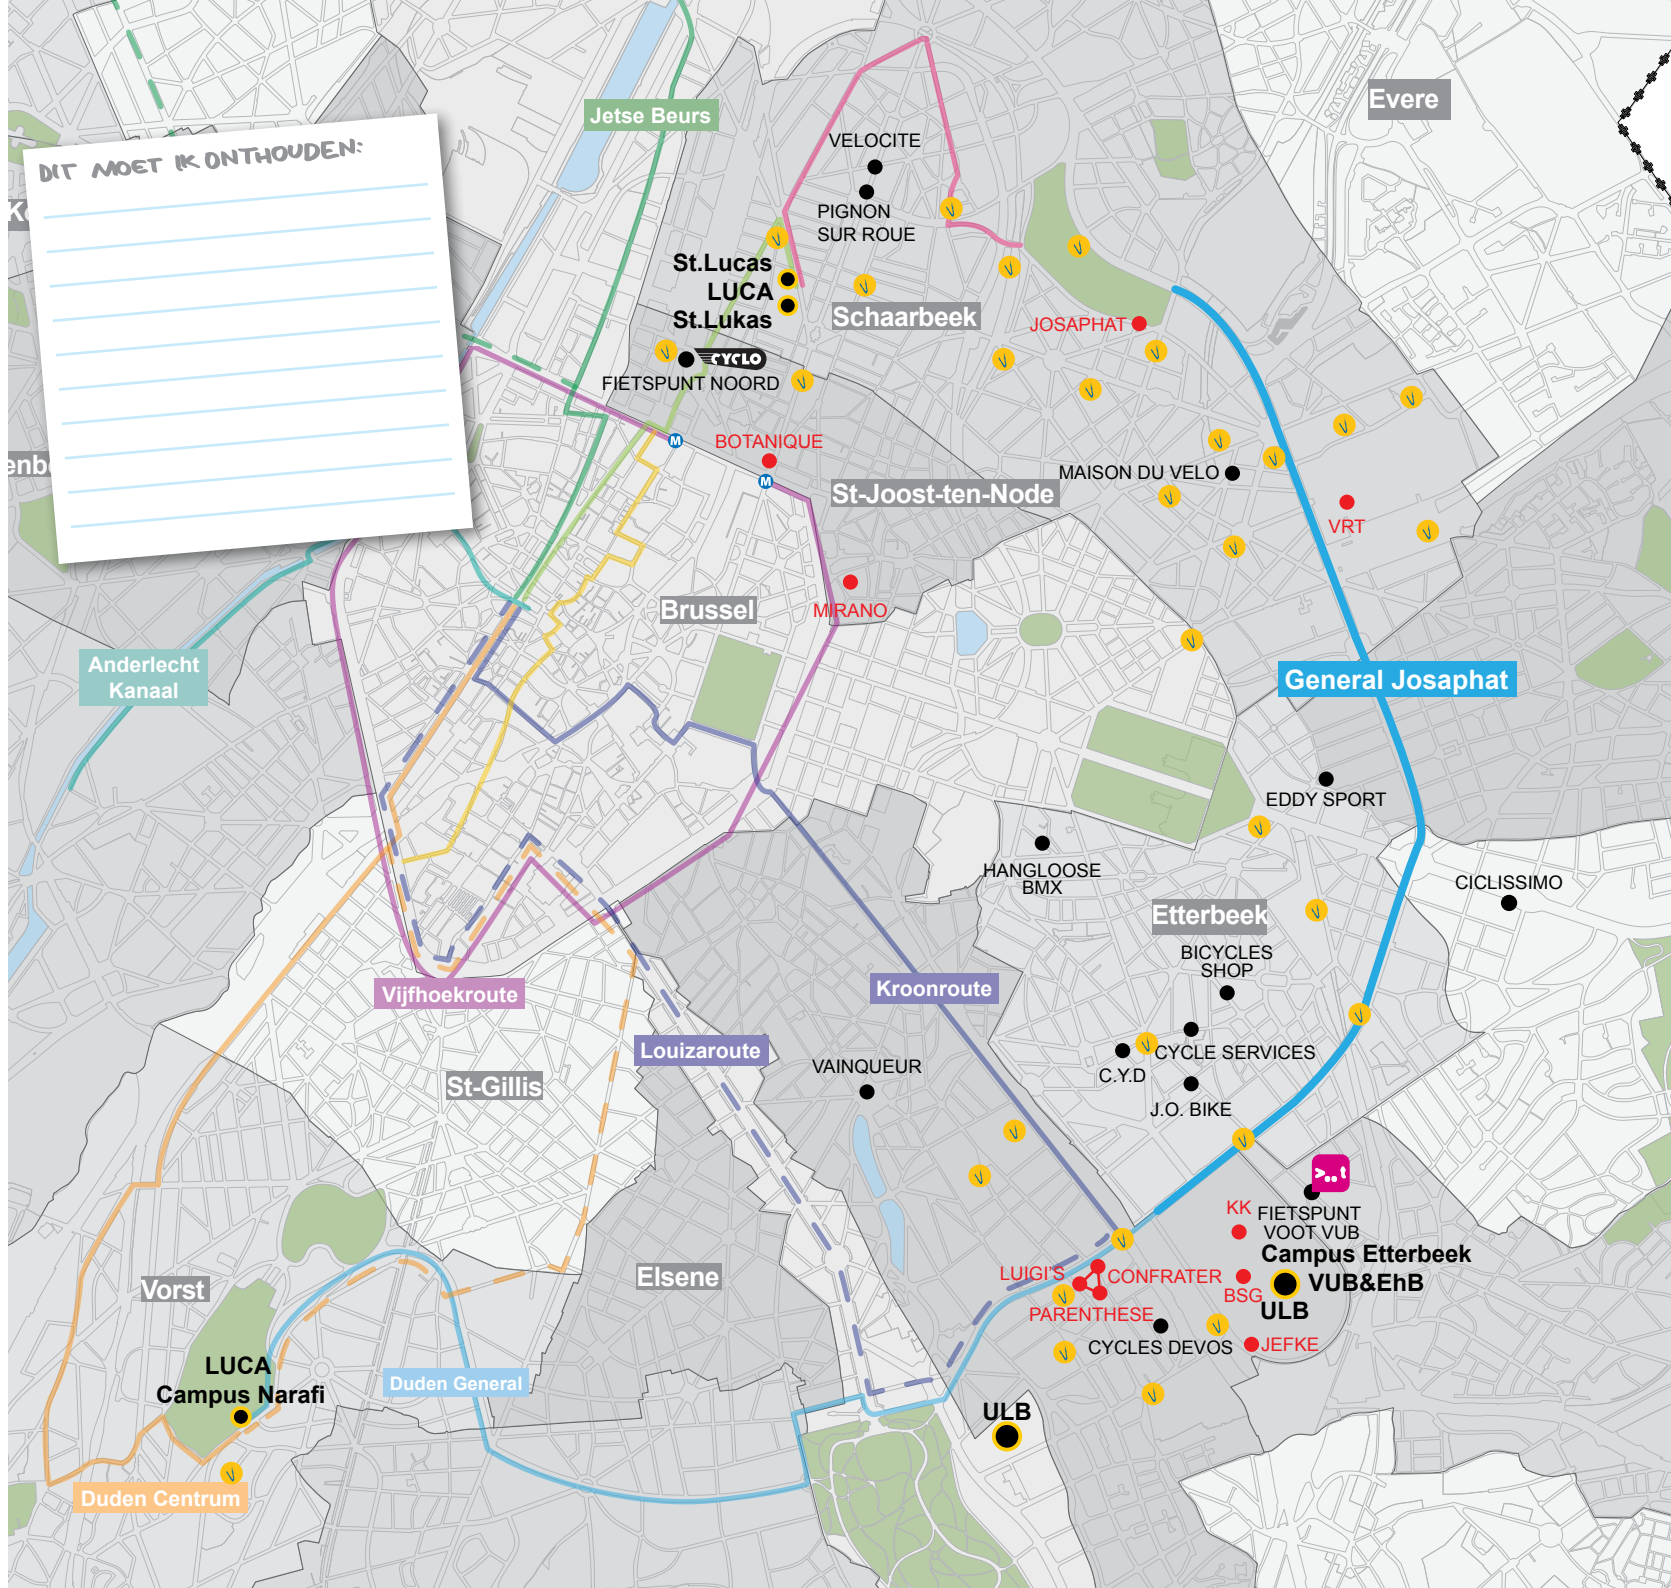 Evere
Jetse Beurs
DIT MOET IK ONTHOUDEN:
VELOCITE
PIGNON
SUR ROUE
St.Lucas
LUCA
St.Lukas
Schaarbeek
JOSAPHAT
CYCLO
FIETSPUNT NOORD
M
BOTANIQUE
M
MAISON DU VELO
St-Joost-ten-Node
VRT
MIRANO
Brussel
Anderlecht
Kanaal
General Josaphat
EDDY SPORT
HANGLOOSE
BMX
CICLISSIMO
Etterbeek
BICYCLES
SHOP
Vijfhoekroute
Kroonroute
Louizaroute
CYCLE SERVICES
C.Y.D
VAINQUEUR
St-Gillis
J.O. BIKE
KK
FIETSPUNT
VOOT VUB
Campus Etterbeek
VUB&EhB
ULB
BSG
LUIGI'S
CONFRATER
PARENTHESE
Elsene
Vorst
CYCLES DEVOS
JEFKE
LUCA
Campus Narafi
Duden General
ULB
Duden Centrum